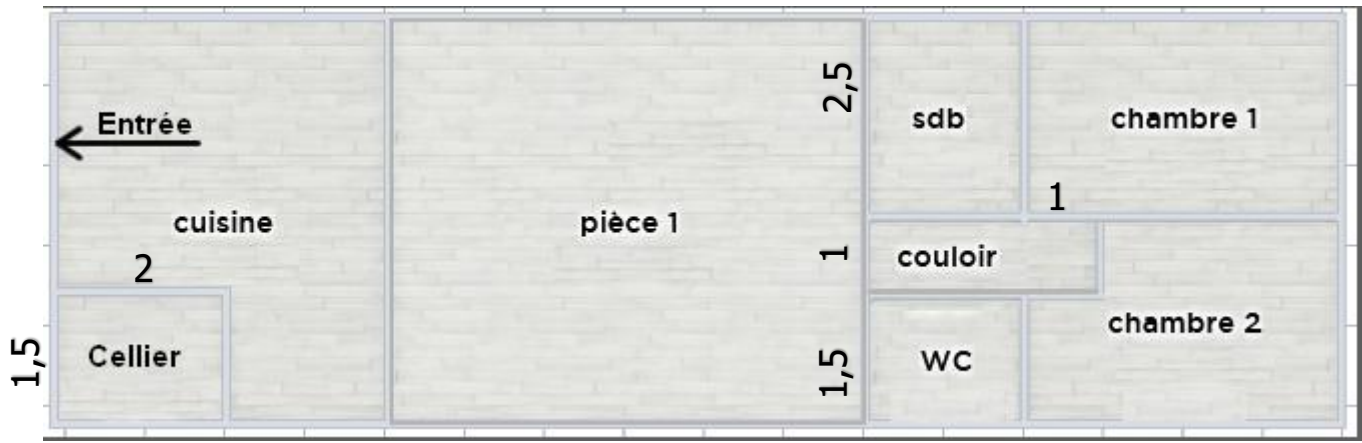 Entrée
cuisine
2
Cellier
1,5
pièce 1
2,5
1
1,5
sdb
chambre 1
1
couloir
chambre 2
WC